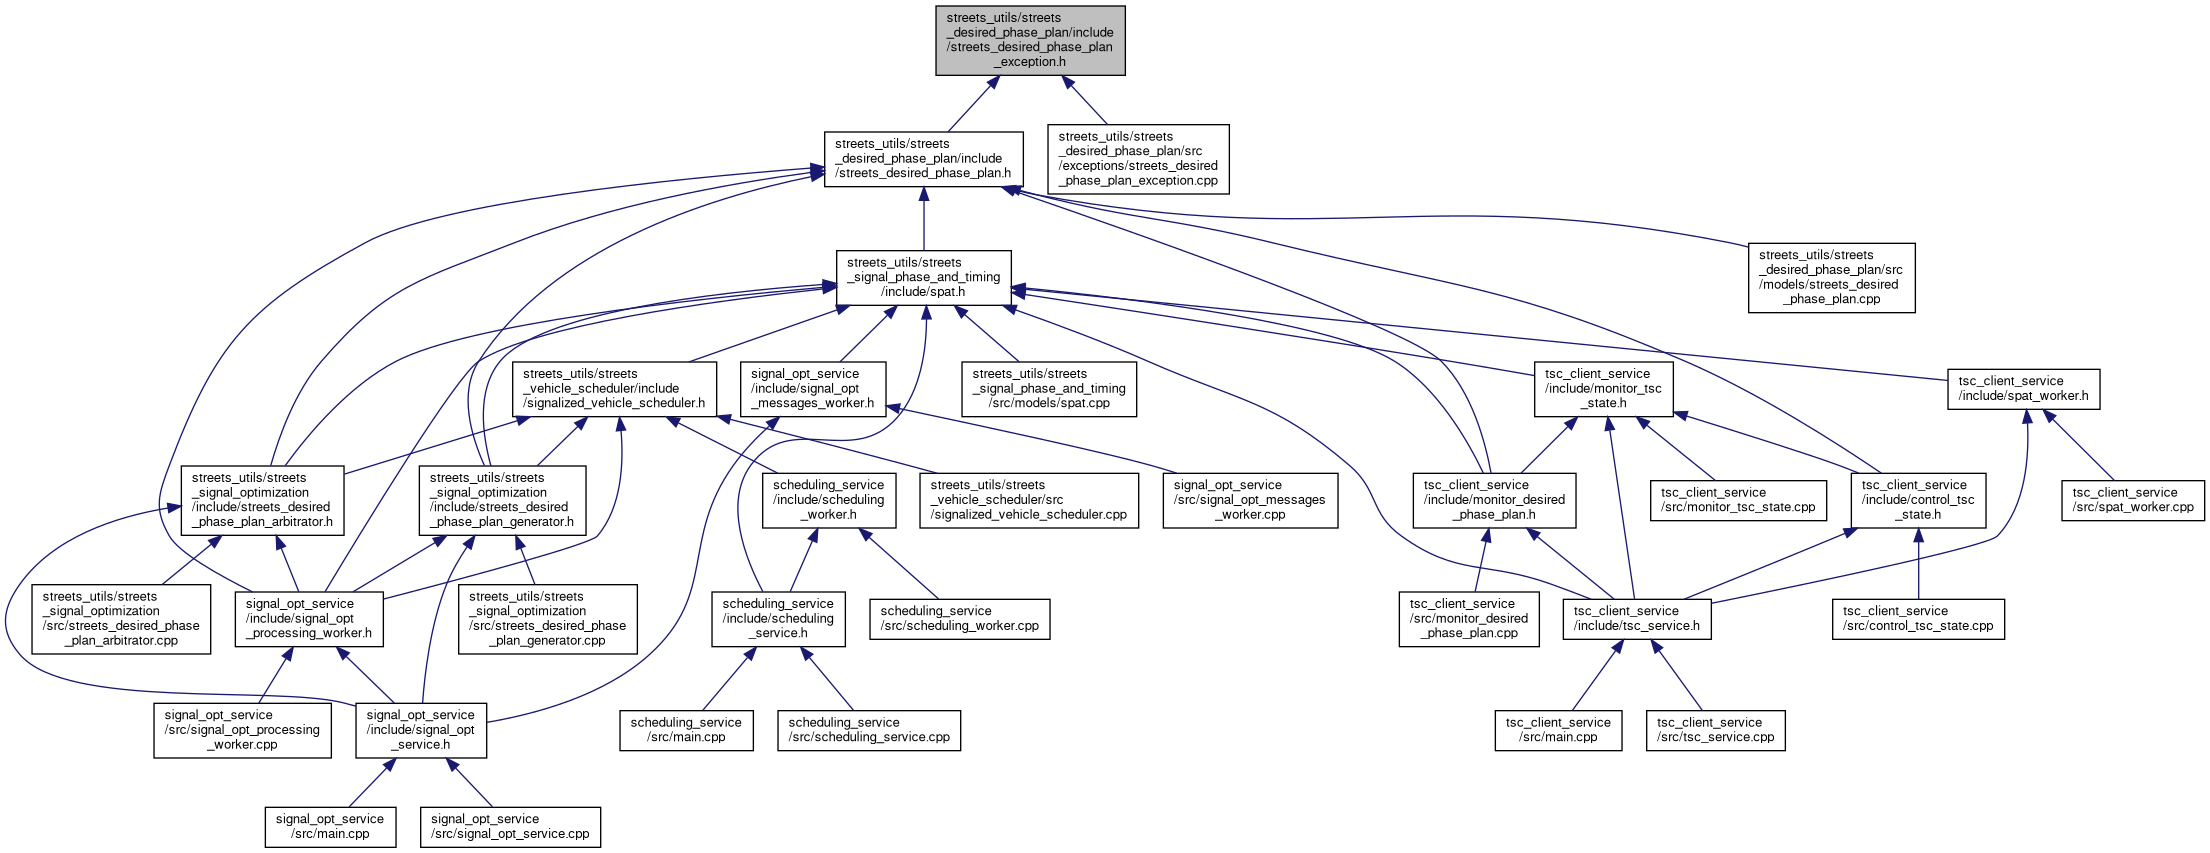 streets_utils/streets
_desired_phase_plan/include
/streets_desired_phase_plan
_exception.h
streets_utils/streets
_desired_phase_plan/include
/streets_desired_phase_plan.h
streets_utils/streets
_desired_phase_plan/src
/exceptions/streets_desired
_phase_plan_exception.cpp
streets_utils/streets
_signal_phase_and_timing
/include/spat.h
streets_utils/streets
_desired_phase_plan/src
/models/streets_desired
_phase_plan.cpp
streets_utils/streets
_vehicle_scheduler/include
/signalized_vehicle_scheduler.h
signal_opt_service
/include/signal_opt
_messages_worker.h
streets_utils/streets
_signal_phase_and_timing
/src/models/spat.cpp
tsc_client_service
/include/monitor_tsc
_state.h
tsc_client_service
/include/spat_worker.h
streets_utils/streets
_signal_optimization
/include/streets_desired
_phase_plan_arbitrator.h
streets_utils/streets
_signal_optimization
/include/streets_desired
_phase_plan_generator.h
scheduling_service
/include/scheduling
_worker.h
streets_utils/streets
_vehicle_scheduler/src
/signalized_vehicle_scheduler.cpp
signal_opt_service
/src/signal_opt_messages
_worker.cpp
tsc_client_service
/include/monitor_desired
_phase_plan.h
tsc_client_service
/src/monitor_tsc_state.cpp
tsc_client_service
/include/control_tsc
_state.h
tsc_client_service
/src/spat_worker.cpp
streets_utils/streets
_signal_optimization
/src/streets_desired_phase
_plan_arbitrator.cpp
signal_opt_service
/include/signal_opt
_processing_worker.h
streets_utils/streets
_signal_optimization
/src/streets_desired_phase
_plan_generator.cpp
scheduling_service
/include/scheduling
_service.h
scheduling_service
/src/scheduling_worker.cpp
tsc_client_service
/src/monitor_desired
_phase_plan.cpp
tsc_client_service
/include/tsc_service.h
tsc_client_service
/src/control_tsc_state.cpp
signal_opt_service
/src/signal_opt_processing
_worker.cpp
signal_opt_service
/include/signal_opt
_service.h
scheduling_service
/src/main.cpp
scheduling_service
/src/scheduling_service.cpp
tsc_client_service
/src/main.cpp
tsc_client_service
/src/tsc_service.cpp
signal_opt_service
/src/main.cpp
signal_opt_service
/src/signal_opt_service.cpp